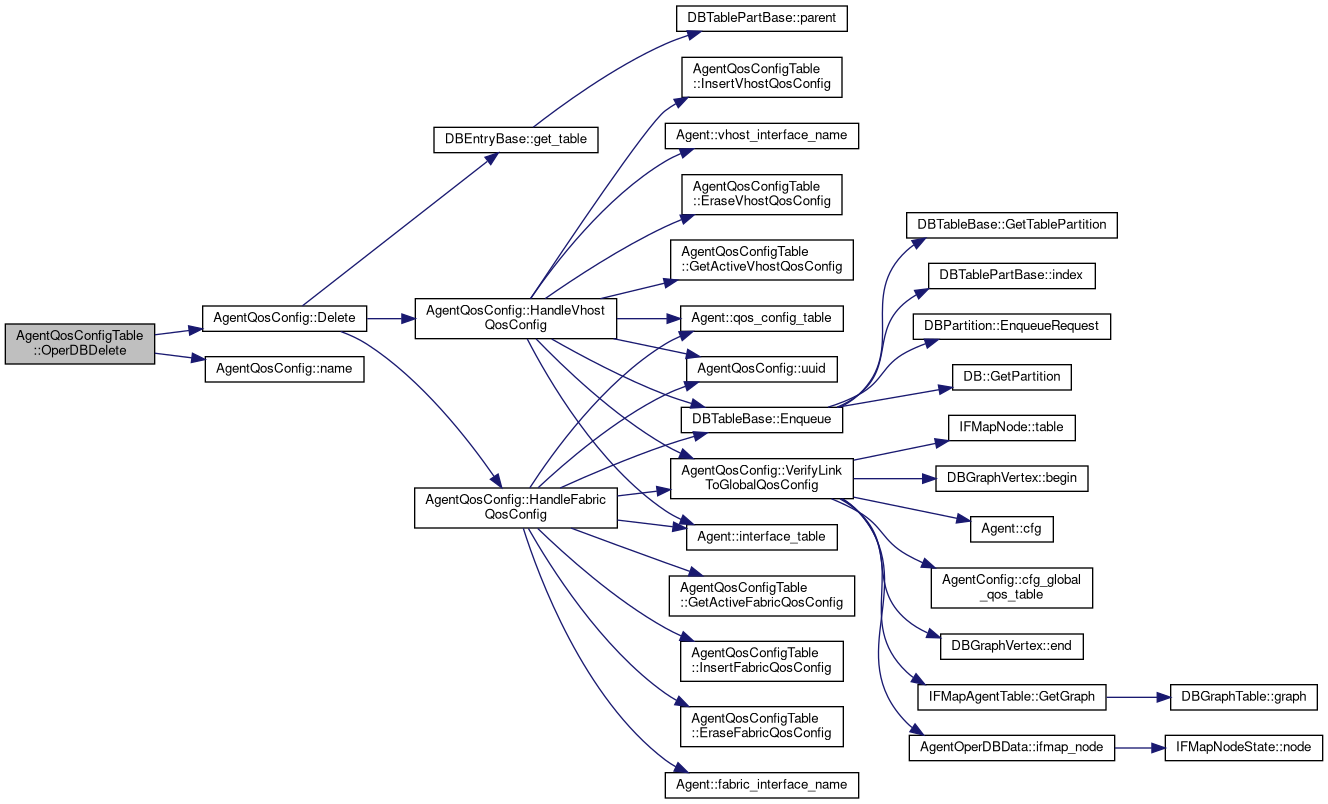 DBTablePartBase::parent
AgentQosConfigTable
::InsertVhostQosConfig
DBEntryBase::get_table
Agent::vhost_interface_name
AgentQosConfigTable
::EraseVhostQosConfig
DBTableBase::GetTablePartition
AgentQosConfigTable
::GetActiveVhostQosConfig
DBTablePartBase::index
AgentQosConfigTable
::OperDBDelete
AgentQosConfig::Delete
AgentQosConfig::HandleVhost
QosConfig
Agent::qos_config_table
DBPartition::EnqueueRequest
AgentQosConfig::name
AgentQosConfig::uuid
DB::GetPartition
DBTableBase::Enqueue
IFMapNode::table
AgentQosConfig::VerifyLink
ToGlobalQosConfig
DBGraphVertex::begin
AgentQosConfig::HandleFabric
QosConfig
Agent::interface_table
Agent::cfg
AgentQosConfigTable
::GetActiveFabricQosConfig
AgentConfig::cfg_global
_qos_table
AgentQosConfigTable
::InsertFabricQosConfig
DBGraphVertex::end
IFMapAgentTable::GetGraph
DBGraphTable::graph
AgentQosConfigTable
::EraseFabricQosConfig
AgentOperDBData::ifmap_node
IFMapNodeState::node
Agent::fabric_interface_name